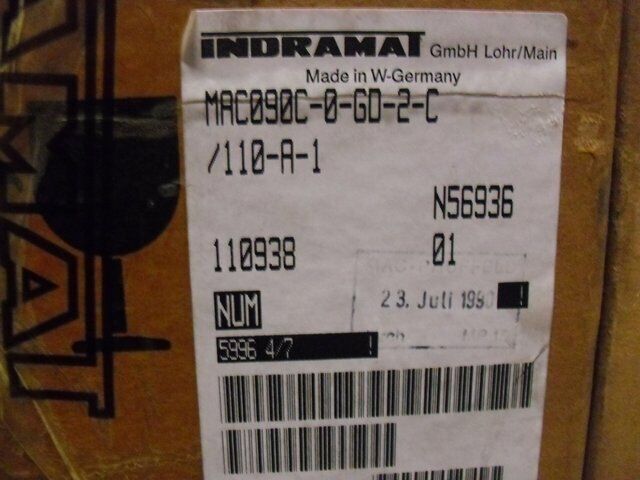 INDRAMAT GmbH Lohr/Main
Made in W-Germany
MAC090C-0-GD-2-C
/110-A-1
N56936
110938 01
23. Juli 1990
NUM
5996 4/7 !